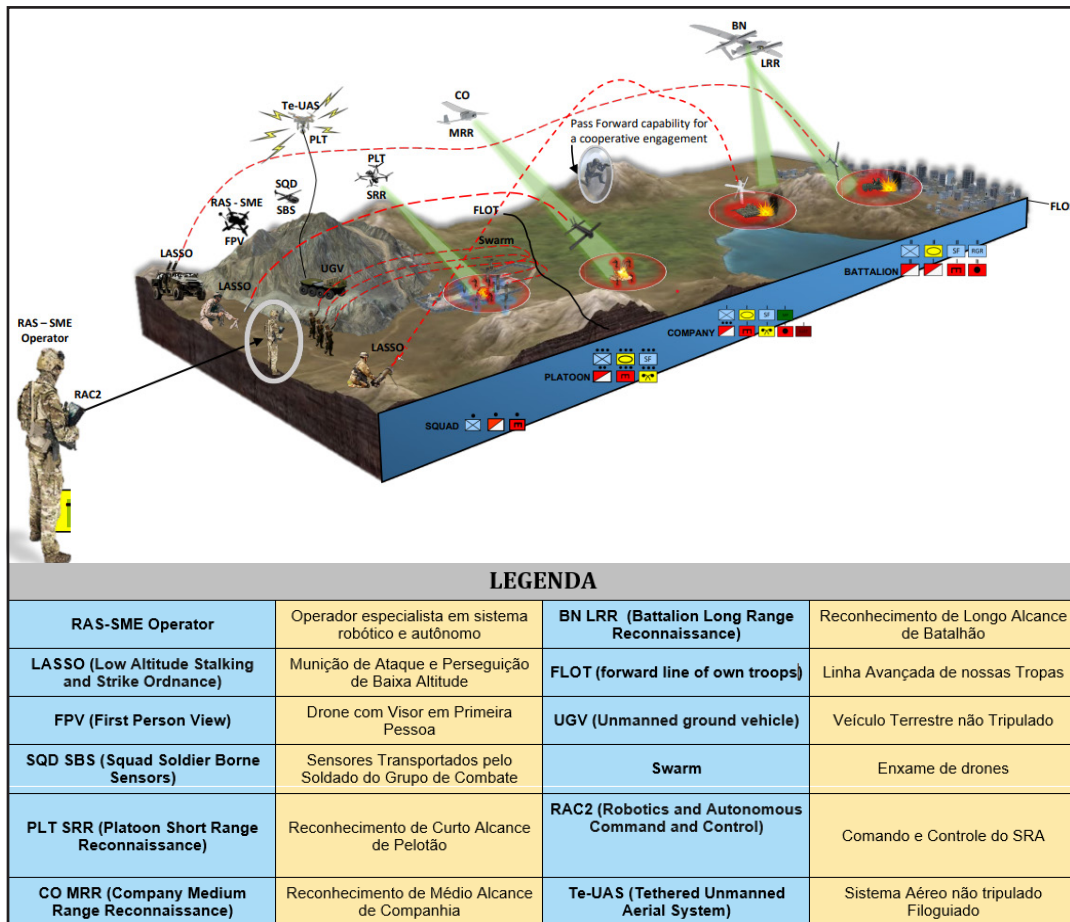 BN
LRR
CO
MRR
Te-UAS
PLT
Pass Forward capability for
a cooperative engagement
PLT
SRR
SQD
SBS
RAS - SME
FPV
FLOT
FLO
Swarm
LASSO
UGV
LASSO
BATTALION
SF
RGR
RAS – SME
Operator
RAC2
LASSO
COMPANY
SF
PLATOON
SF
SQUAD
LEGENDA
RAS-SME Operator
Operador especialista em sistema
robótico e autônomo
BN LRR (Battalion Long Range
Reconnaissance)
Reconhecimento de Longo Alcance
de Batalhão
LASSO (Low Altitude Stalking
and Strike Ordnance)
Munição de Ataque e Perseguição
de Baixa Altitude
FLOT (forward line of own troops)
Linha Avançada de nossas Tropas
FPV (First Person View)
Drone com Visor em Primeira
Pessoa
UGV (Unmanned ground vehicle)
Veículo Terrestre não Tripulado
SQD SBS (Squad Soldier Borne
Sensors)
Sensores Transportados pelo
Soldado do Grupo de Combate
Swarm
Enxame de drones
PLT SRR (Platoon Short Range
Reconnaissance)
Reconhecimento de Curto Alcance
de Pelotão
RAC2 (Robotics and Autonomous
Command and Control)
Comando e Controle do SRA
CO MRR (Company Medium
Range Reconnaissance)
Reconhecimento de Médio Alcance
de Companhia
Te-UAS (Tethered Unmanned
Aerial System)
Sistema Aéreo não tripulado
Filoguiado